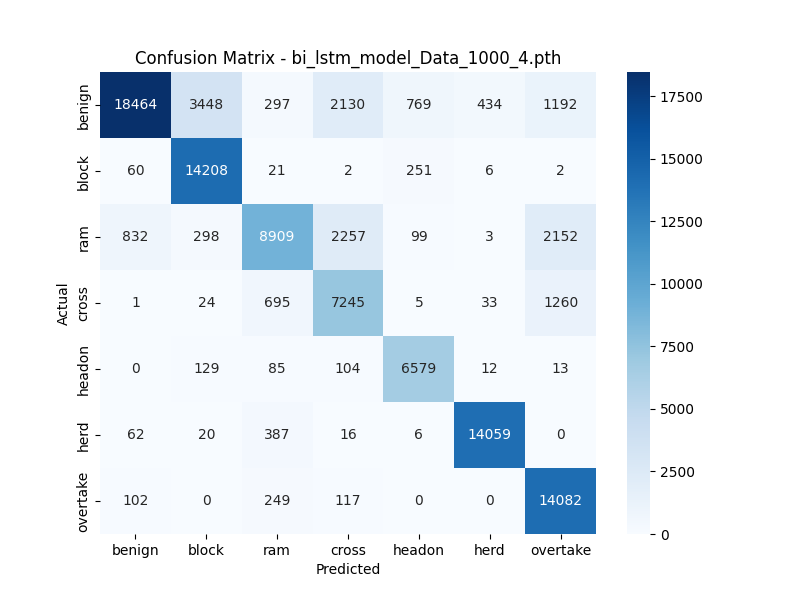 Confusion Matrix - bi_lstm_model_Data_1000_4.pth
benign 18464 3448 297 2130 769 434 1192
block 60 14208 21 2 251 6 2
ram 832 298 8909 2257 99 3 2152
cross 1 24 695 7245 5 33 1260
headon 0 129 85 104 6579 12 13
herd 62 20 387 16 6 14059 0
overtake 102 0 249 117 0 0 14082
benign block ram cross headon herd overtake
Predicted
Actual
17500
15000
12500
10000
7500
5000
2500
0